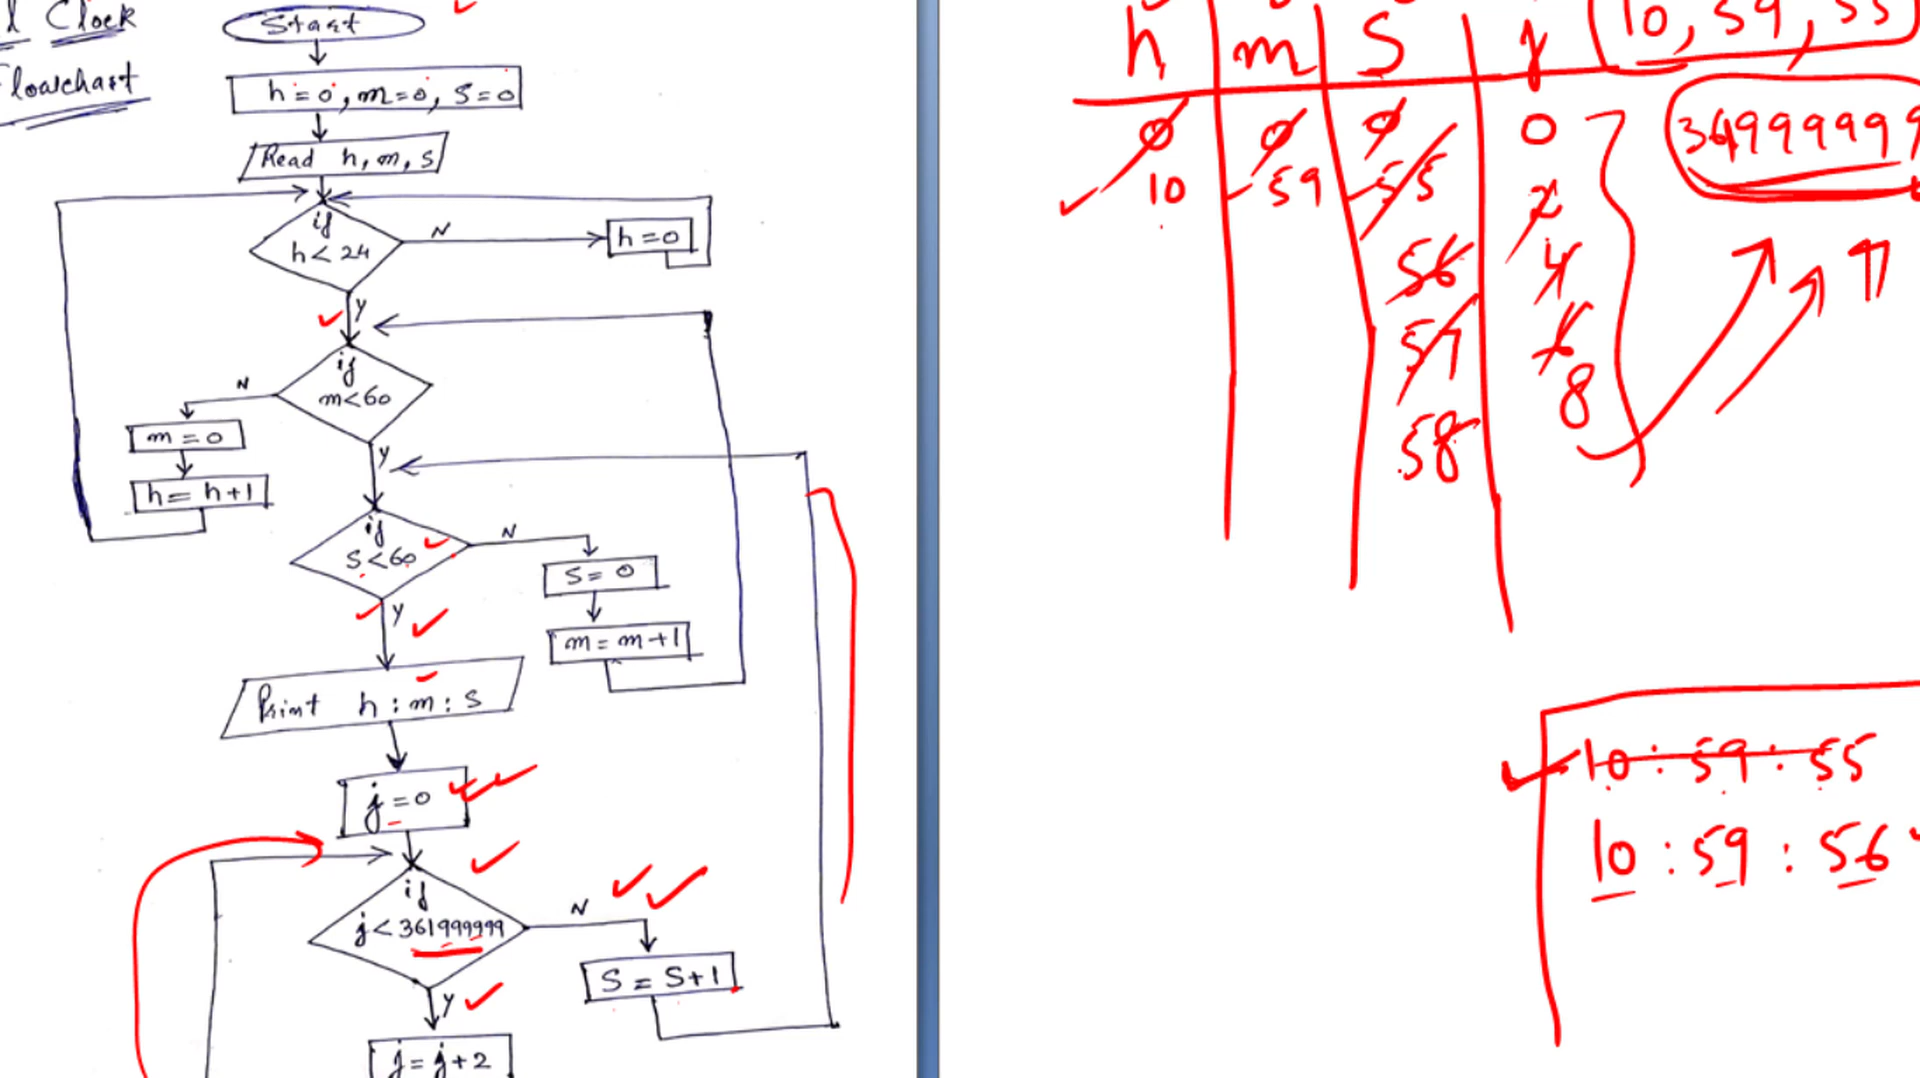 Clock
Flowchart
Start
h=0, m=0, S=0
Read h, m, s
if
h<24
N
h=0
Y
if
m<60
N
m=0
h=h+1
Y
if
S<60
N
S=0
m=m+1
Y
Print h:m:s
j=0
if
j<361999999
N
S=S+1
Y
j=j+2
h m S j 10, 59, 55
0 0 0 0
10 59 55
56 4
57 6
58 8
10:59:55
10:59:56